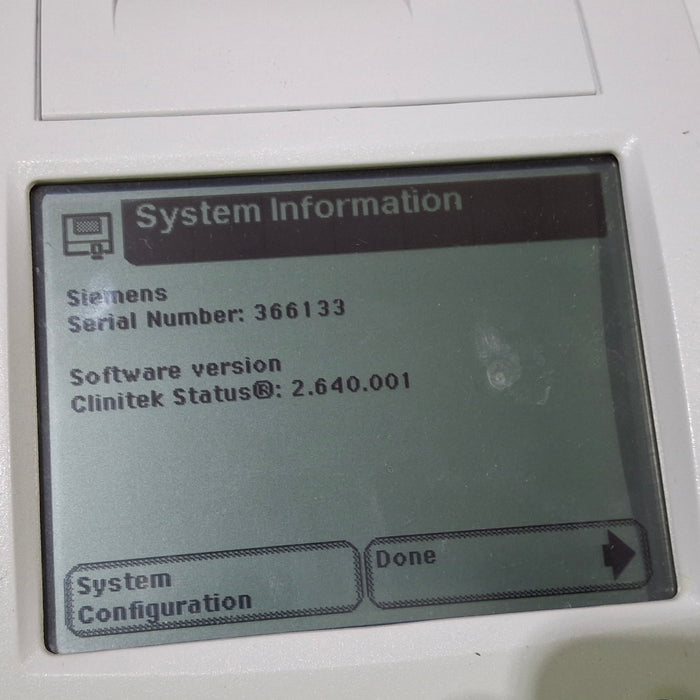 System Information
Siemens
Serial Number: 366133
Software version
Clinitek Status®: 2.640.001
System
Configuration
Done